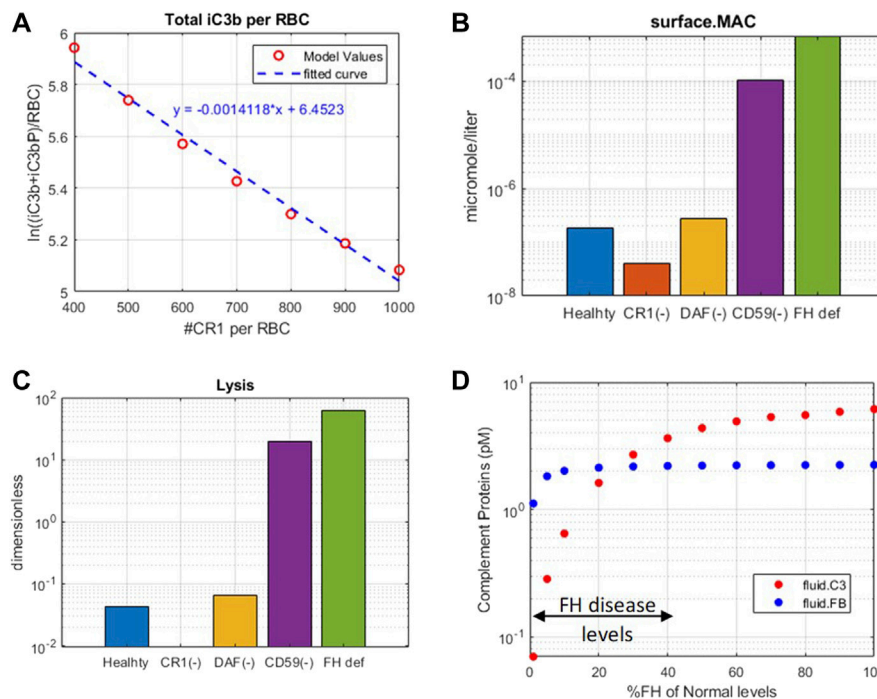 A
Total iC3b per RBC
Model Values
fitted curve
y = -0.0014118*x + 6.4523
ln((iC3b+iC3bP)/RBC)
6
5.8
5.6
5.4
5.2
5
400 500 600 700 800 900 1000
#CR1 per RBC
B
surface.MAC
micromole/liter
10^-4
10^-6
10^-8
Healhty CR1(-) DAF(-) CD59(-) FH def
C
Lysis
dimensionless
10^2
10^1
10^0
10^-1
10^-2
Healhty CR1(-) DAF(-) CD59(-) FH def
D
Complement Proteins (pM)
10^1
10^0
10^-1
fluid.C3
fluid.FB
FH disease
levels
0 20 40 60 80 100
%FH of Normal levels